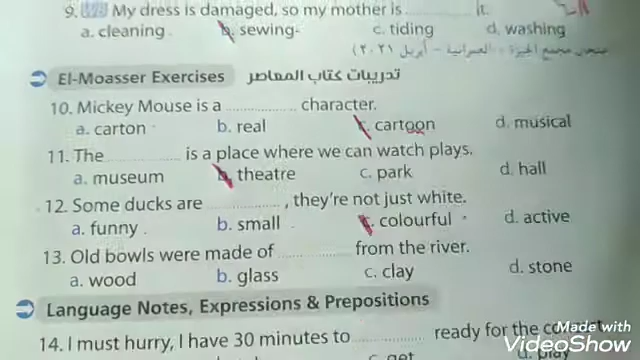 9. My dress is damaged, so my mother is .................. it.
a. cleaning b. sewing c. tiding d. washing
(امتحان مجمع الجيزة - العمرانية - أبريل ٢٠٢١)
El-Moasser Exercises تدريبات كتاب المعاصر
10. Mickey Mouse is a .................. character.
a. carton b. real c. cartoon d. musical
11. The .................. is a place where we can watch plays.
a. museum b. theatre c. park d. hall
12. Some ducks are .................. , they're not just white.
a. funny b. small c. colourful d. active
13. Old bowls were made of .................. from the river.
a. wood b. glass c. clay d. stone
Language Notes, Expressions & Prepositions
14. I must hurry, I have 30 minutes to .................. ready for the
c. get d. play
Made with
VideoShow